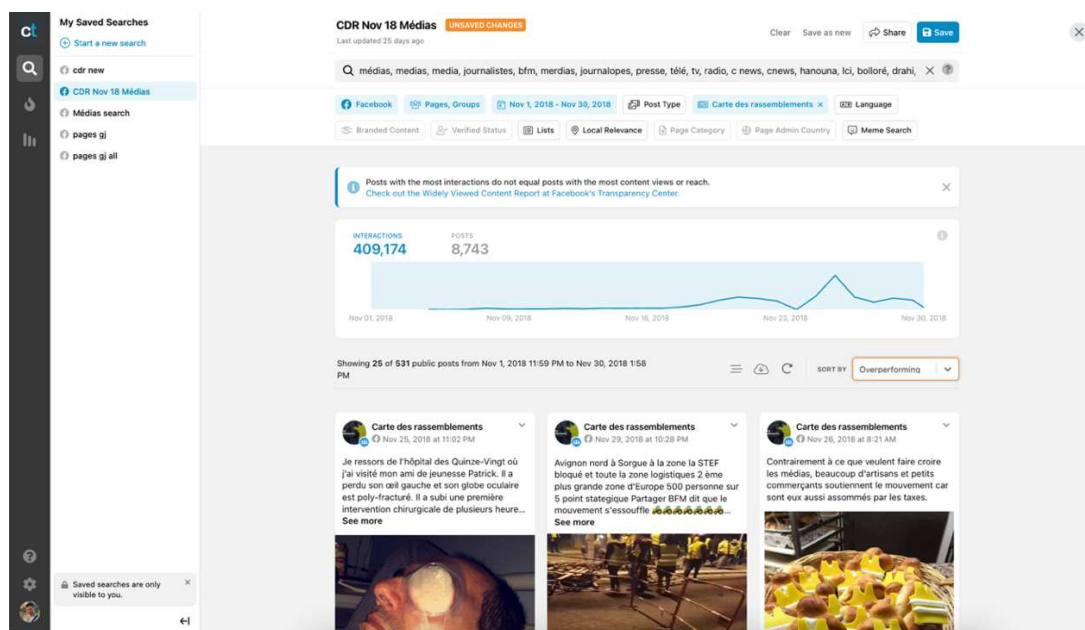 ct
My Saved Searches
Start a new search
cdr new
CDR Nov 18 Médias
Médias search
pages gj
pages gj all
Saved searches are only
visible to you.
CDR Nov 18 Médias UNSAVED CHANGES
Last updated 25 days ago
Clear Save as new Share Save
médias, medias, media, journalistes, bfm, merdias, journalopes, presse, télé, tv, radio, c news, cnews, hanouna, lci, bolloré, drahi,
Facebook Pages, Groups Nov 1, 2018 - Nov 30, 2018 Post Type Carte des rassemblements × Language
Branded Content Verified Status Lists Local Relevance Page Category Page Admin Country Meme Search
Posts with the most interactions do not equal posts with the most content views or reach.
Check out the Widely Viewed Content Report at Facebook's Transparency Center.
INTERACTIONS POSTS
409,174 8,743
Nov 01, 2018 Nov 09, 2018 Nov 16, 2018 Nov 23, 2018 Nov 30, 2018
Showing 25 of 531 public posts from Nov 1, 2018 11:59 PM to Nov 30, 2018 1:58
PM
SORT BY Overperforming
Carte des rassemblements
Nov 25, 2018 at 11:02 PM
Je ressors de l'hôpital des Quinze-Vingt où
j'ai visité mon ami de jeunesse Patrick. Il a
perdu son œil gauche et son globe oculaire
est poly-fracturé. Il a subi une première
intervention chirurgicale de plusieurs heure...
See more
Carte des rassemblements
Nov 29, 2018 at 10:28 PM
Avignon nord à Sorgue à la zone la STEF
bloqué et toute la zone logistiques 2 ème
plus grande zone d'Europe 500 personne sur
5 point stategique Partager BFM dit que le
mouvement s'essouffle ...
See more
Carte des rassemblements
Nov 26, 2018 at 8:21 AM
Contrairement à ce que veulent faire croire
les médias, beaucoup d'artisans et petits
commerçants soutiennent le mouvement car
sont eux aussi assommés par les taxes.